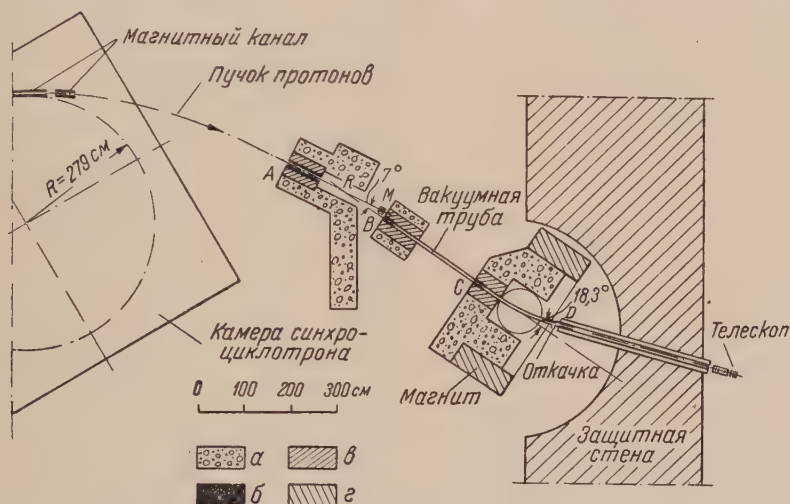 Магнитный канал
Пучок протонов
R=279 см
A
R
7°
M
B
Вакуумная
труба
C
18,3°
D
Камера синхро-
циклотрона
Откачка
Телескоп
Магнит
Защитная
стена
0 100 200 300 см
а
в
б
г